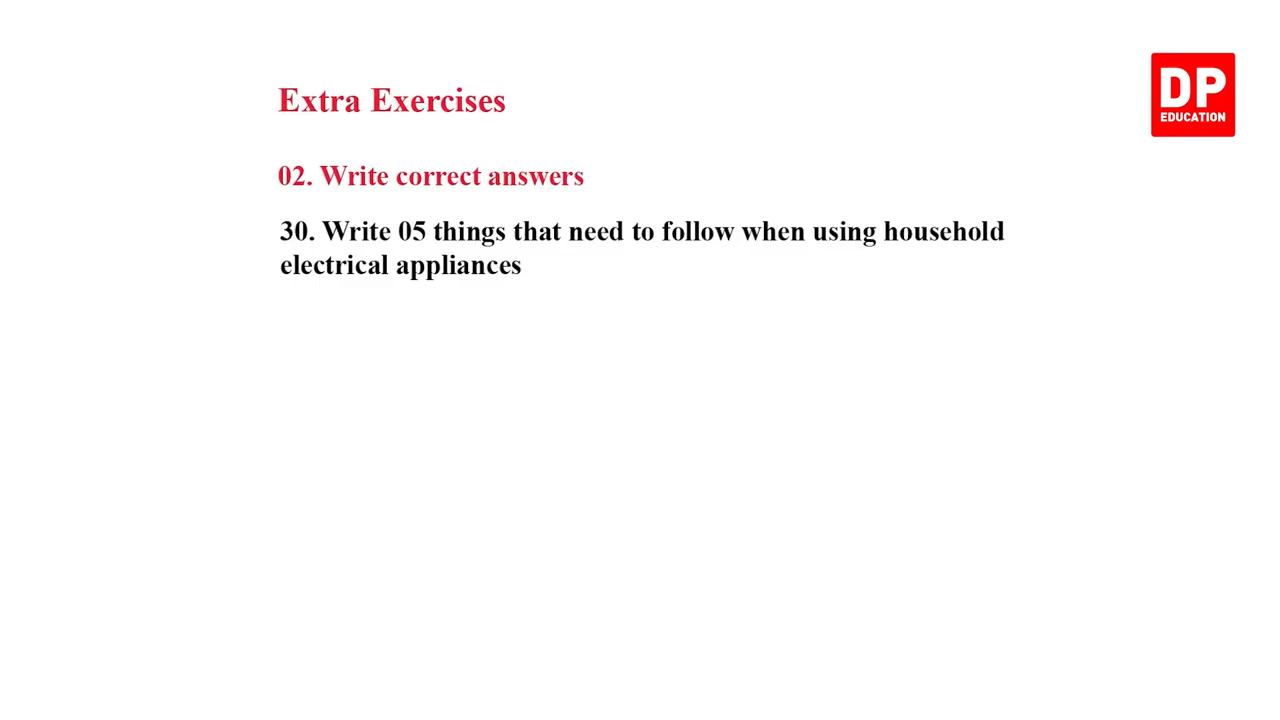 DP
EDUCATION
Extra Exercises
02. Write correct answers
30. Write 05 things that need to follow when using household
electrical appliances